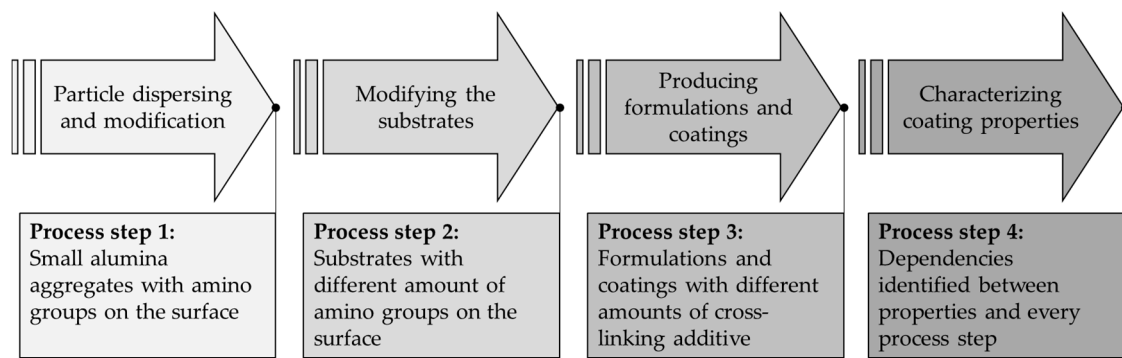 Particle dispersing
and modification
Modifying the
substrates
Producing
formulations and
coatings
Characterizing
coating properties
Process step 1:
Small alumina
aggregates with amino
groups on the surface
Process step 2:
Substrates with
different amount of
amino groups on the
surface
Process step 3:
Formulations and
coatings with different
amounts of cross-
linking additive
Process step 4:
Dependencies
identified between
properties and every
process step